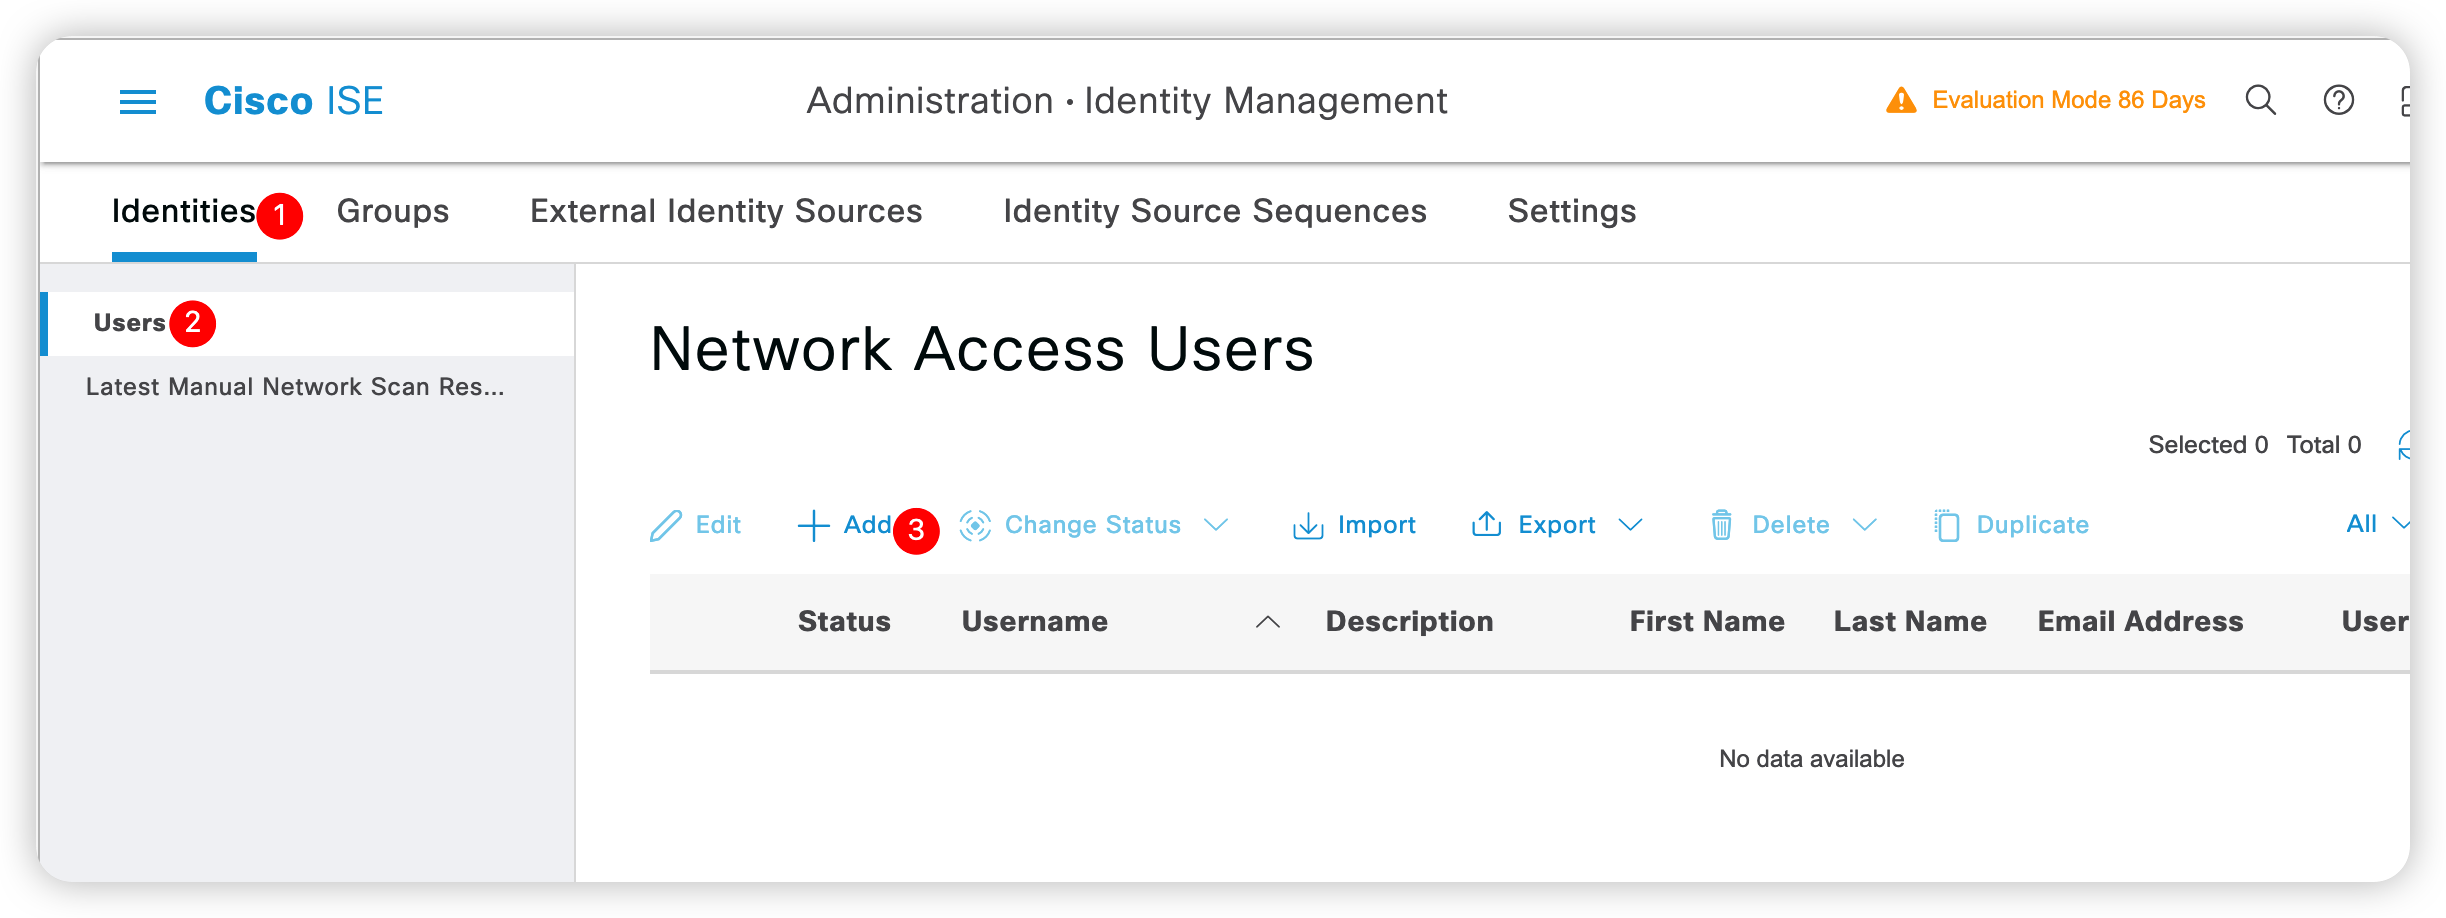 Cisco ISE
Administration · Identity Management
Evaluation Mode 86 Days
Identities 1 Groups External Identity Sources Identity Source Sequences Settings
Users 2
Latest Manual Network Scan Res...
Network Access Users
Selected 0 Total 0
Edit Add 3 Change Status Import Export Delete Duplicate All
Status Username Description First Name Last Name Email Address User
No data available